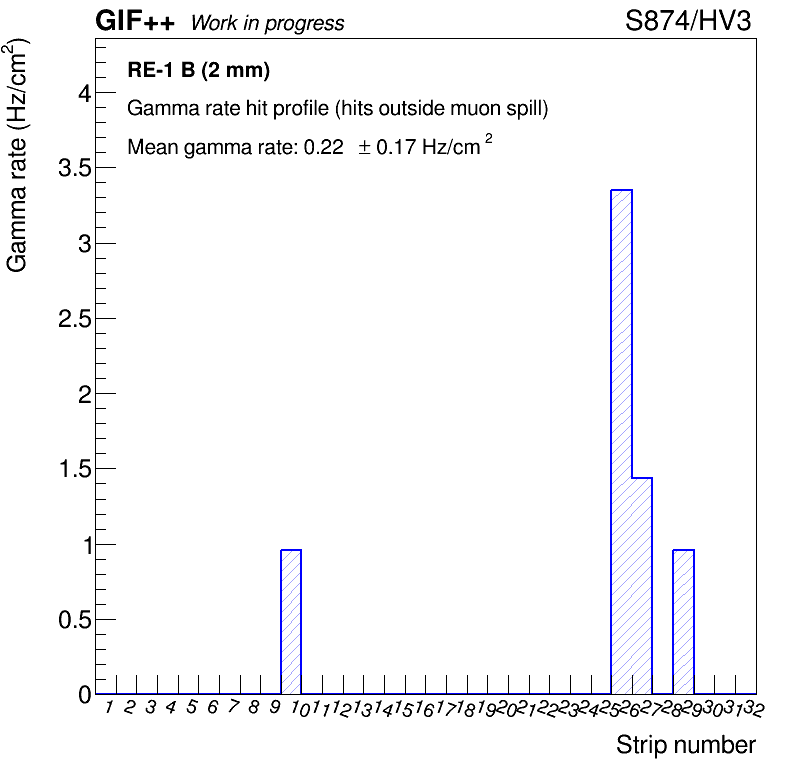 GIF++ Work in progress S874/HV3
Gamma rate (Hz/cm2)
RE-1 B (2 mm)
Gamma rate hit profile (hits outside muon spill)
Mean gamma rate: 0.22 ± 0.17 Hz/cm2
4
3.5
3
2.5
2
1.5
1
0.5
0
1 2 3 4 5 6 7 8 9 10 11 12 13 14 15 16 17 18 19 20 21 22 23 24 25 26 27 28 29 30 31 32
Strip number